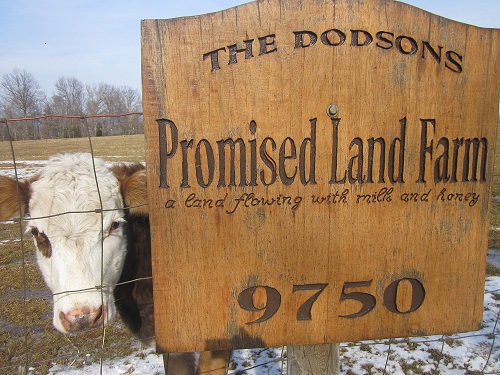 THE DODSONS
Promised Land Farm
a land flowing with milk and honey
9750